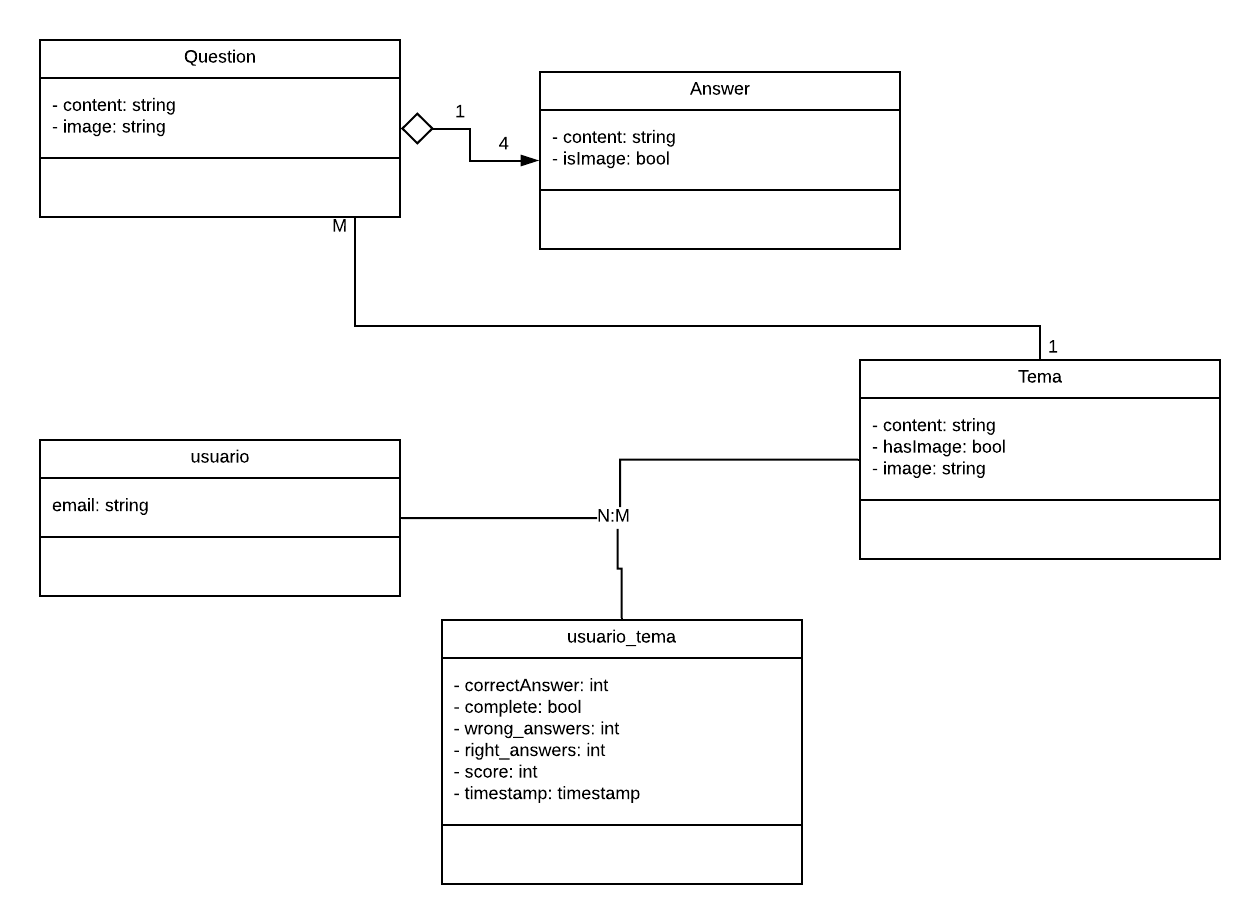 Question
- content: string
- image: string
1
4
Answer
- content: string
- isImage: bool
M
1
Tema
- content: string
- hasImage: bool
- image: string
usuario
email: string
N:M
usuario_tema
- correctAnswer: int
- complete: bool
- wrong_answers: int
- right_answers: int
- score: int
- timestamp: timestamp